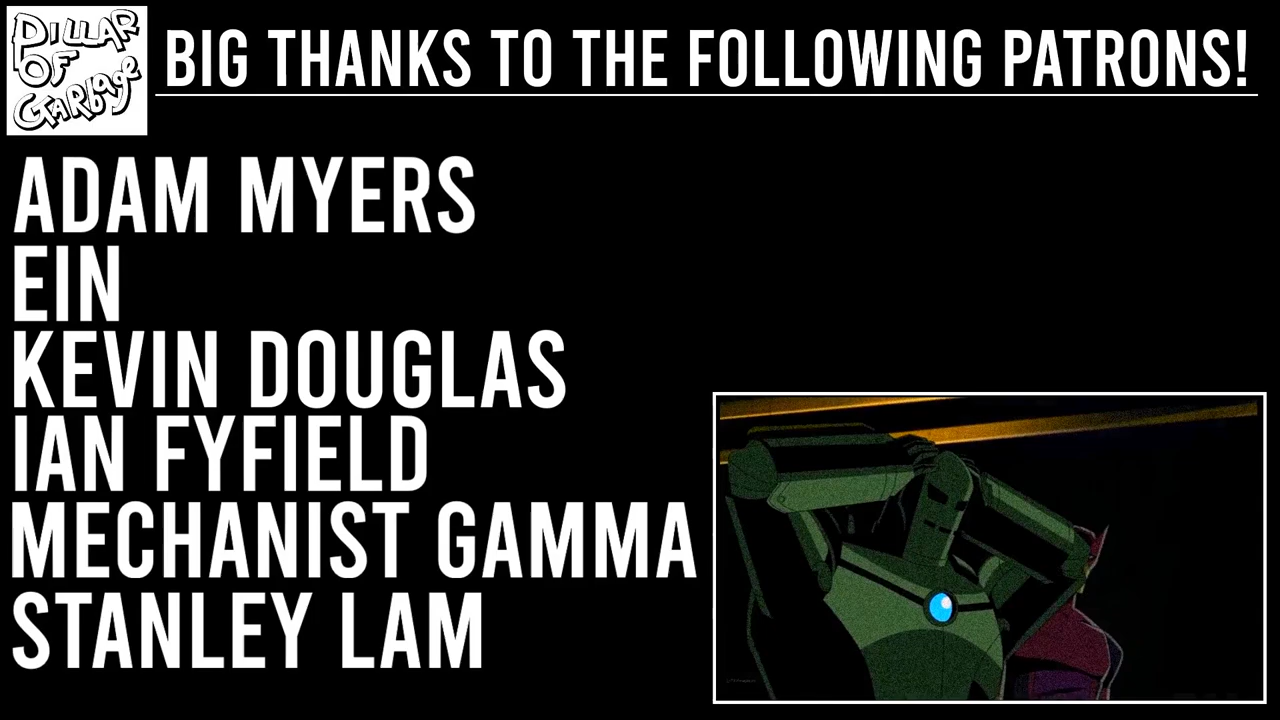 PILLAR
OF
GARBAGE
BIG THANKS TO THE FOLLOWING PATRONS!
ADAM MYERS
EIN
KEVIN DOUGLAS
IAN FYFIELD
MECHANIST GAMMA
STANLEY LAM